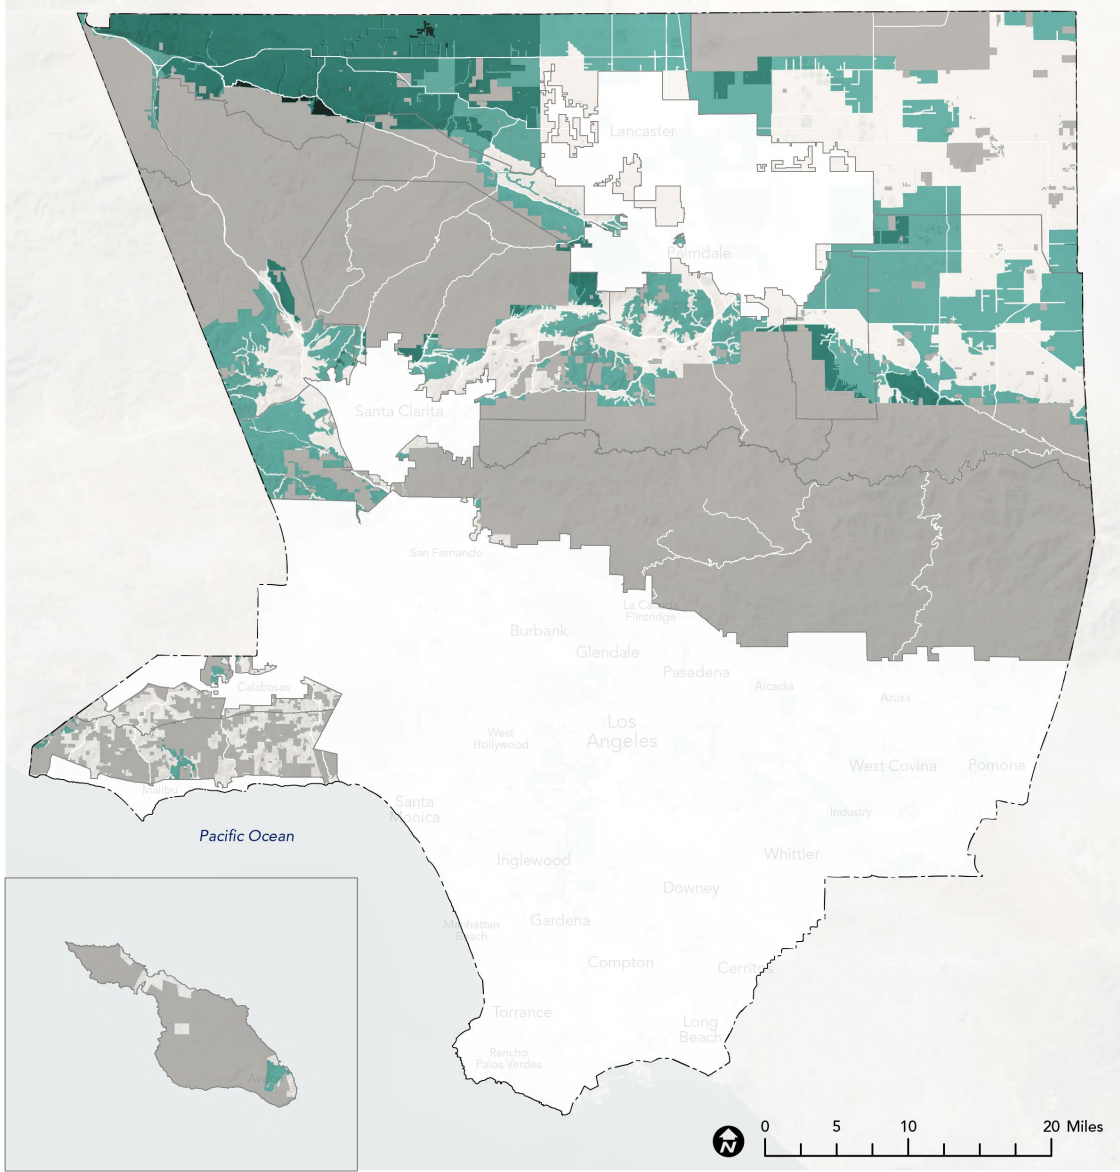 Lancaster
Palmdale
Santa Clarita
San Fernando
La Cañada
Flintridge
Burbank
Glendale
Pasadena
Arcadia
Azusa
Calabasas
Los
Angeles
West
Hollywood
West Covina
Pomona
Malibu
Santa
Monica
Industry
Pacific Ocean
Whittier
Inglewood
Downey
Gardena
Manhattan
Beach
Compton
Cerritos
Torrance
Long
Beach
Rancho
Palos Verdes
N
0 5 10 20 Miles